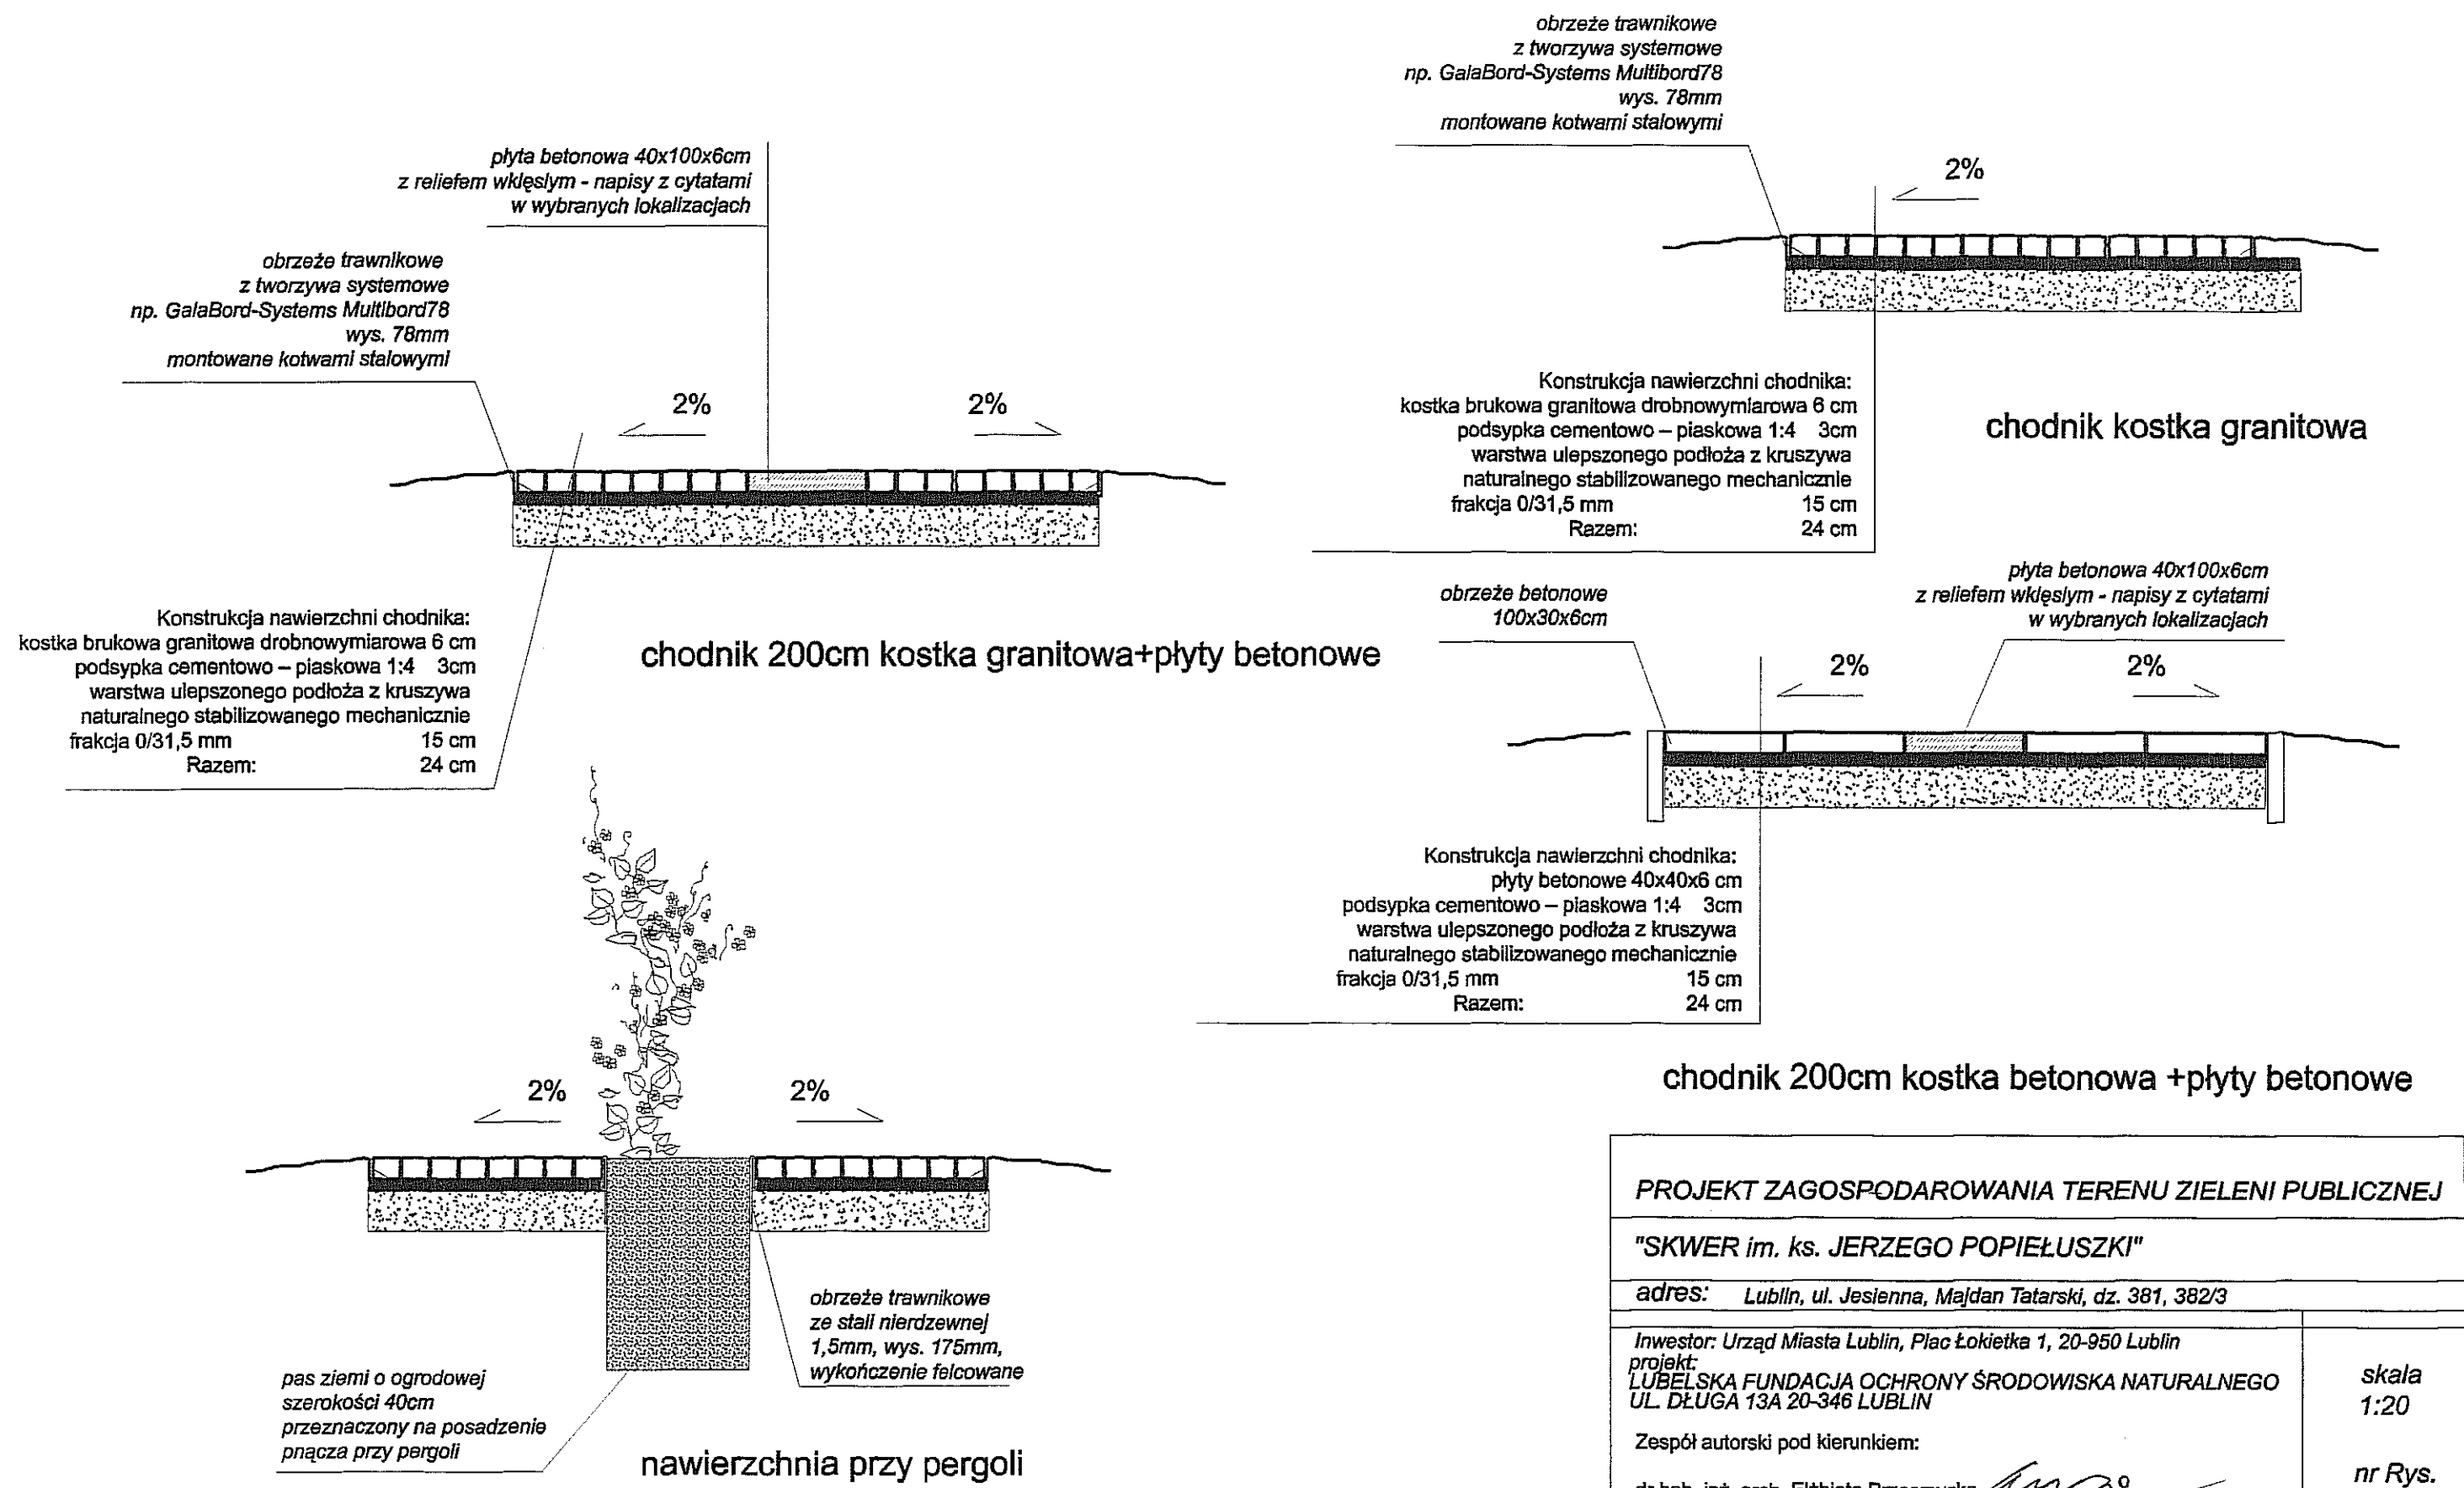 obrzeże trawnikowe
z tworzywa systemowe
np. GalaBord-Systems Multibord78
wys. 78mm
montowane kotwami stalowymi
2%
Konstrukcja nawierzchni chodnika:
kostka brukowa granitowa drobnowymiarowa 6 cm
podsypka cementowo – piaskowa 1:4 3cm
warstwa ulepszonego podłoża z kruszywa
naturalnego stabilizowanego mechanicznie
frakcja 0/31,5 mm 15 cm
Razem: 24 cm
chodnik kostka granitowa
płyta betonowa 40x100x6cm
z reliefem wklęsłym - napisy z cytatami
w wybranych lokalizacjach
obrzeże trawnikowe
z tworzywa systemowe
np. GalaBord-Systems Multibord78
wys. 78mm
montowane kotwami stalowymi
2% 2%
Konstrukcja nawierzchni chodnika:
kostka brukowa granitowa drobnowymiarowa 6 cm
podsypka cementowo – piaskowa 1:4 3cm
warstwa ulepszonego podłoża z kruszywa
naturalnego stabilizowanego mechanicznie
frakcja 0/31,5 mm 15 cm
Razem: 24 cm
chodnik 200cm kostka granitowa+płyty betonowe
obrzeże betonowe
100x30x6cm
płyta betonowa 40x100x6cm
z reliefem wklęsłym - napisy z cytatami
w wybranych lokalizacjach
2% 2%
Konstrukcja nawierzchni chodnika:
płyty betonowe 40x40x6 cm
podsypka cementowo – piaskowa 1:4 3cm
warstwa ulepszonego podłoża z kruszywa
naturalnego stabilizowanego mechanicznie
frakcja 0/31,5 mm 15 cm
Razem: 24 cm
chodnik 200cm kostka betonowa +płyty betonowe
2% 2%
obrzeże trawnikowe
ze stali nierdzewnej
1,5mm, wys. 175mm,
wykończenie felcowane
pas ziemi o ogrodowej
szerokości 40cm
przeznaczony na posadzenie
pnącza przy pergoli
nawierzchnia przy pergoli
PROJEKT ZAGOSPODAROWANIA TERENU ZIELENI PUBLICZNEJ
"SKWER im. ks. JERZEGO POPIEŁUSZKI"
adres: Lublin, ul. Jesienna, Majdan Tatarski, dz. 381, 382/3
Inwestor: Urząd Miasta Lublin, Plac Łokietka 1, 20-950 Lublin
projekt:
LUBELSKA FUNDACJA OCHRONY ŚRODOWISKA NATURALNEGO
UL. DŁUGA 13A 20-346 LUBLIN
skala
1:20
Zespół autorski pod kierunkiem:
nr Rys.